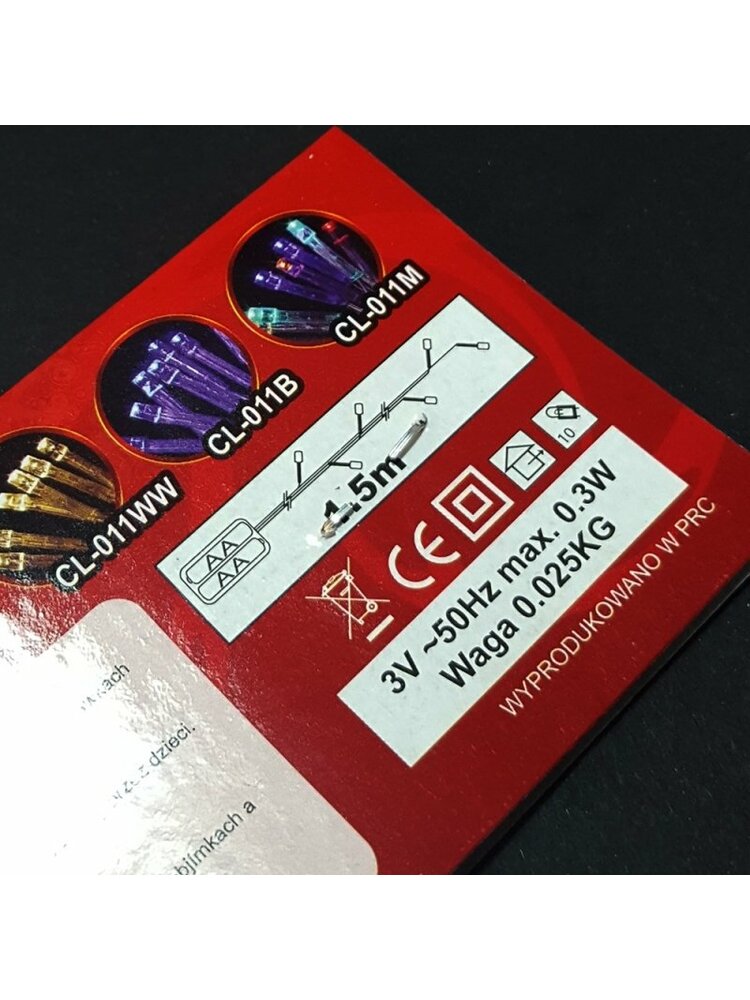 CL-011M
CL-011B
CL-011WW
1.5m
AA
AA
10
CE
3V ~50Hz max. 0.3W
Waga 0.025KG
WYPRODUKOWANO W PRC
dzieci.
a